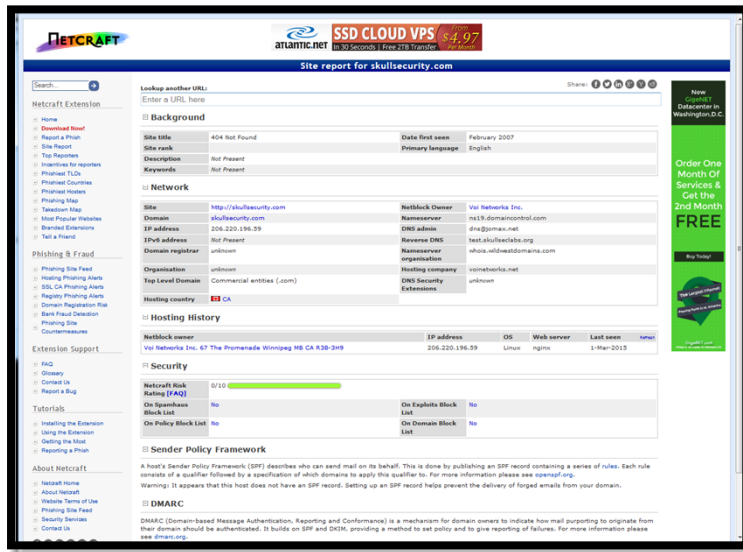 NETCRAFT
atlantic.net SSD CLOUD VPS From $4.97 Per Month
In 30 Seconds | Free 2TB Transfer
Site report for skullsecurity.com
Search...
Netcraft Extension
Home
Download Now!
Report a Phish
Site Report
Top Reporters
Incentives for reporters
Phishiest TLDs
Phishiest Countries
Phishiest Hosters
Phishing Map
Takedown Map
Most Popular Websites
Branded Extensions
Tell a Friend
Phishing & Fraud
Phishing Site Feed
Hosting Phishing Alerts
SSL CA Phishing Alerts
Registry Phishing Alerts
Domain Registration Risk
Bank Fraud Detection
Phishing Site
Countermeasures
Extension Support
FAQ
Glossary
Contact Us
Report a Bug
Tutorials
Installing the Extension
Using the Extension
Getting the Most
Reporting a Phish
About Netcraft
Netcraft Home
About Netcraft
Website Terms of Use
Phishing Site Feed
Security Services
Contact Us
Share:
Lookup another URL:
Enter a URL here
Background
Site title 404 Not Found Date first seen February 2007
Site rank Primary language English
Description Not Present
Keywords Not Present
Network
Site http://skullsecurity.com Netblock Owner Voi Networks Inc.
Domain skullsecurity.com Nameserver ns19.domaincontrol.com
IP address 206.220.196.59 DNS admin dns@jomax.net
IPv6 address Not Present Reverse DNS test.skullseclabs.org
Domain registrar unknown Nameserver organisation whois.wildwestdomains.com
Organisation unknown Hosting company voinetworks.net
Top Level Domain Commercial entities (.com) DNS Security Extensions unknown
Hosting country CA
Hosting History
Netblock owner IP address OS Web server Last seen Refresh
Voi Networks Inc. 67 The Promenade Winnipeg MB CA R3B-3H9 206.220.196.59 Linux nginx 1-Mar-2015
Security
Netcraft Risk Rating [FAQ] 0/10
On Spamhaus Block List No On Exploits Block List No
On Policy Block List No On Domain Block List No
Sender Policy Framework
A host's Sender Policy Framework (SPF) describes who can send mail on its behalf. This is done by publishing an SPF record containing a series of rules. Each rule
consists of a qualifier followed by a specification of which domains to apply this qualifier to. For more information please see openspf.org.
Warning: It appears that this host does not have an SPF record. Setting up an SPF record helps prevent the delivery of forged emails from your domain.
DMARC
DMARC (Domain-based Message Authentication, Reporting and Conformance) is a mechanism for domain owners to indicate how mail purporting to originate from
their domain should be authenticated. It builds on SPF and DKIM, providing a method to set policy and to give reporting of failures. For more information please
see dmarc.org.
New
GigeNET
Datacenter in
Washington,D.C.
Order One
Month Of
Services &
Get the
2nd Month
FREE
Buy Today!